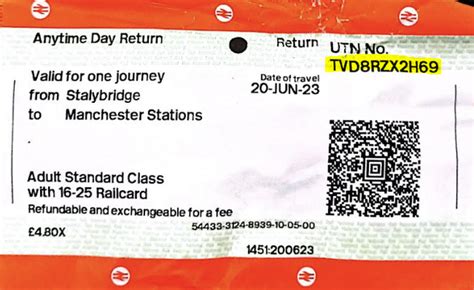 Anytime Day Return
Return
UTN No.
TVD8RZX2H69
Valid for one journey
from Stalybridge
to Manchester Stations
Date of travel
20-JUN-23
Adult Standard Class
with 16-25 Railcard
Refundable and exchangeable for a fee
£4.80X
54433-3124-8939-10-05-00
1451:200623